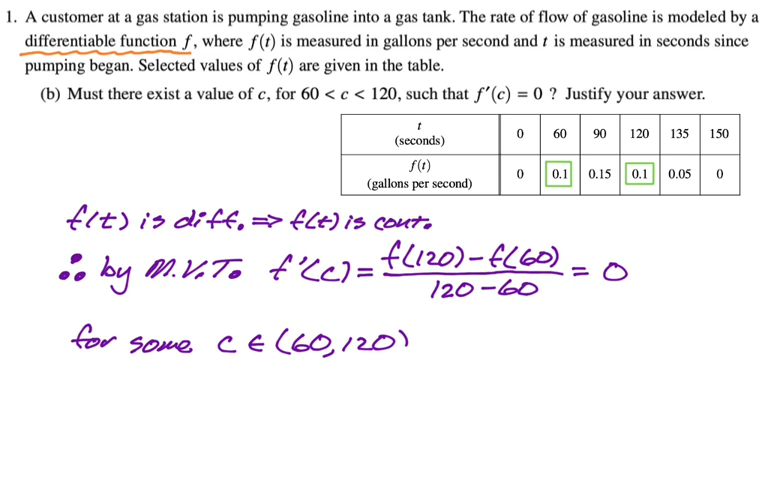 1. A customer at a gas station is pumping gasoline into a gas tank. The rate of flow of gasoline is modeled by a
differentiable function f, where f(t) is measured in gallons per second and t is measured in seconds since
pumping began. Selected values of f(t) are given in the table.
(b) Must there exist a value of c, for 60 < c < 120, such that f′(c) = 0 ? Justify your answer.
t (seconds) 0 60 90 120 135 150
f(t) (gallons per second) 0 0.1 0.15 0.1 0.05 0
f(t) is diff. ⇒ f(t) is cont.
∴ by M.V.T. f'(c) = f(120)-f(60) / 120-60 = 0
for some c ∈ (60,120)